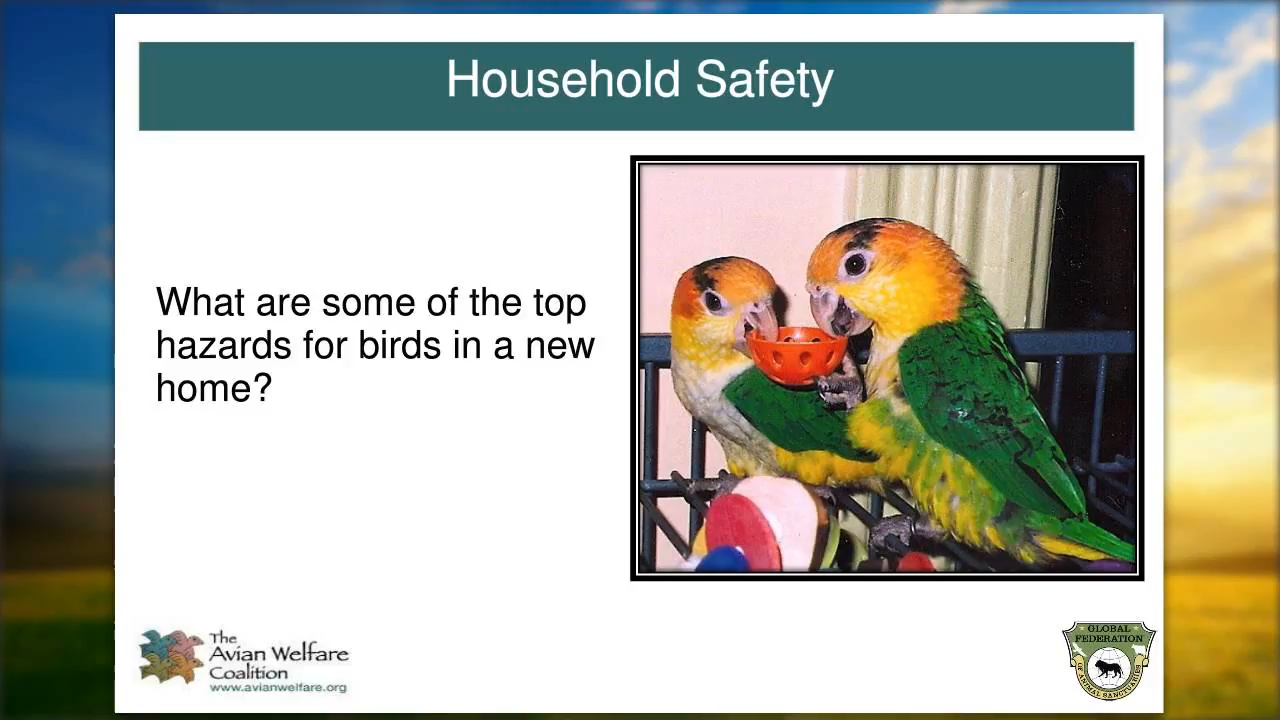 Household Safety
What are some of the top
hazards for birds in a new
home?
The
Avian Welfare
Coalition
www.avianwelfare.org
GLOBAL
FEDERATION
OF ANIMAL SANCTUARIES